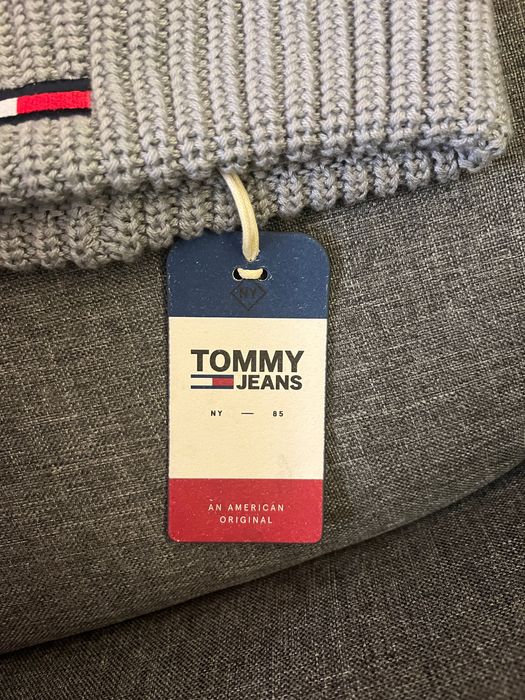 NY
TOMMY
JEANS
NY — 85
AN AMERICAN
ORIGINAL